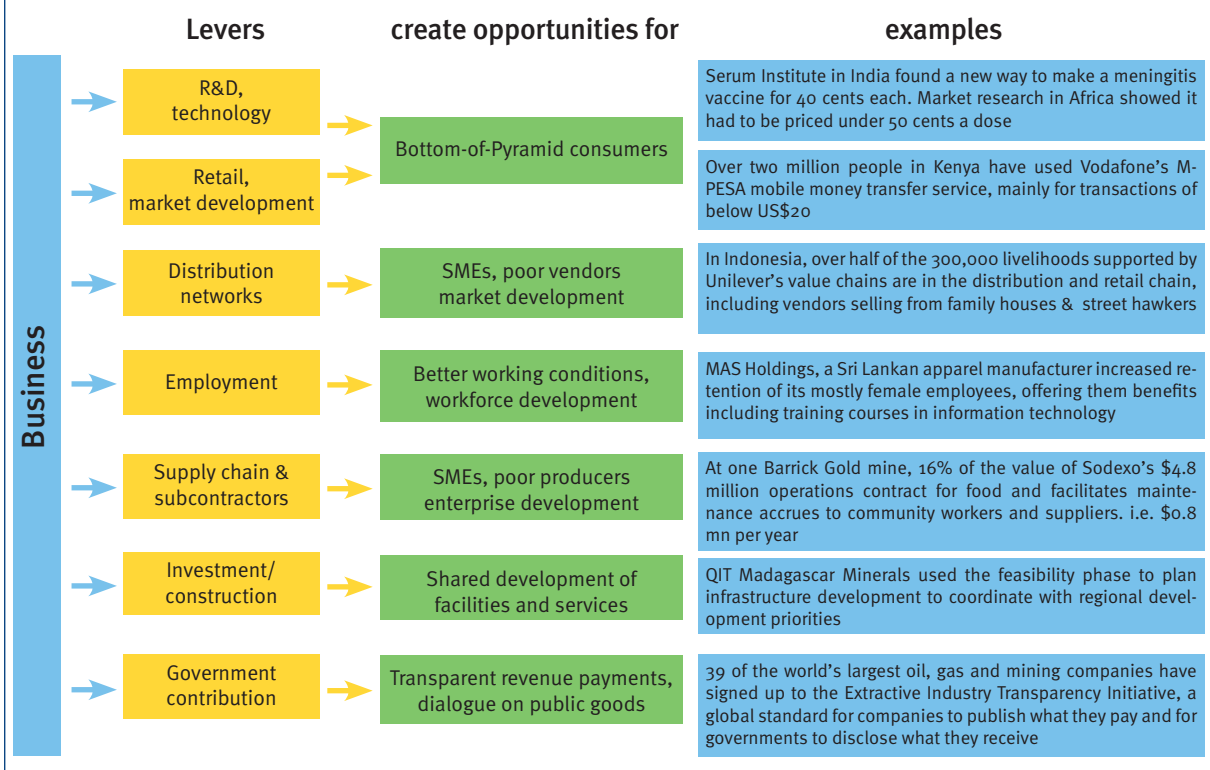 Levers
create opportunities for
examples
Business
R&D,
technology
Bottom-of-Pyramid consumers
Serum Institute in India found a new way to make a meningitis
vaccine for 40 cents each. Market research in Africa showed it
had to be priced under 50 cents a dose
Retail,
market development
Over two million people in Kenya have used Vodafone's M-
PESA mobile money transfer service, mainly for transactions of
below US$20
Distribution
networks
SMEs, poor vendors
market development
In Indonesia, over half of the 300,000 livelihoods supported by
Unilever's value chains are in the distribution and retail chain,
including vendors selling from family houses & street hawkers
Employment
Better working conditions,
workforce development
MAS Holdings, a Sri Lankan apparel manufacturer increased re-
tention of its mostly female employees, offering them benefits
including training courses in information technology
Supply chain &
subcontractors
SMEs, poor producers
enterprise development
At one Barrick Gold mine, 16% of the value of Sodexo's $4.8
million operations contract for food and facilitates mainte-
nance accrues to community workers and suppliers. i.e. $0.8
mn per year
Investment/
construction
Shared development of
facilities and services
QIT Madagascar Minerals used the feasibility phase to plan
infrastructure development to coordinate with regional devel-
opment priorities
Government
contribution
Transparent revenue payments,
dialogue on public goods
39 of the world's largest oil, gas and mining companies have
signed up to the Extractive Industry Transparency Initiative, a
global standard for companies to publish what they pay and for
governments to disclose what they receive